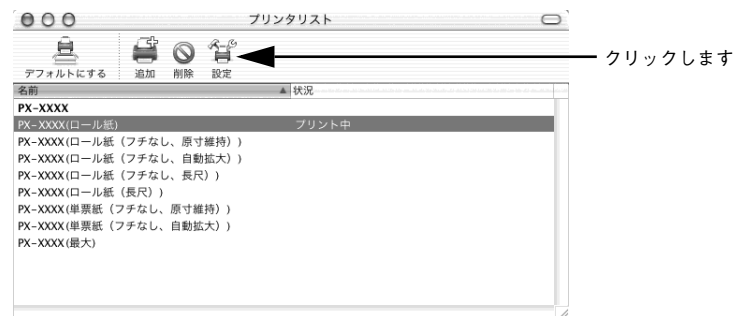 プリンタリスト
デフォルトにする 追加 削除 設定
クリックします
名前 状況
PX-XXXX
PX-XXXX(ロール紙) プリント中
PX-XXXX(ロール紙（フチなし、原寸維持）)
PX-XXXX(ロール紙（フチなし、自動拡大）)
PX-XXXX(ロール紙（フチなし、長尺）)
PX-XXXX(ロール紙（長尺）)
PX-XXXX(単票紙（フチなし、原寸維持）)
PX-XXXX(単票紙（フチなし、自動拡大）)
PX-XXXX(最大)